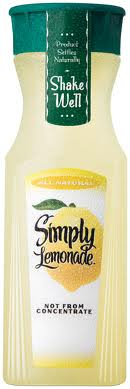 Product
Settles
Naturally
Shake
Well
ALL NATURAL
Simply
Lemonade
NOT FROM
CONCENTRATE